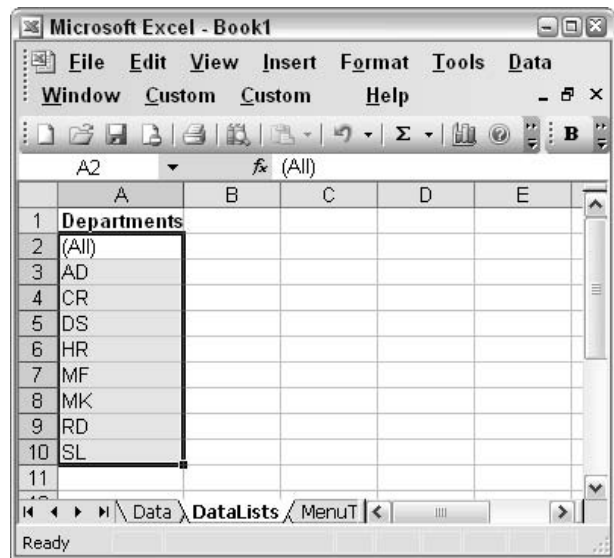 Microsoft Excel - Book1
File Edit View Insert Format Tools Data
Window Custom Custom Help
Σ B
A2 fx (All)
A B C D E
1 Departments
2 (All)
3 AD
4 CR
5 DS
6 HR
7 MF
8 MK
9 RD
10 SL
11
Data DataLists MenuT
Ready